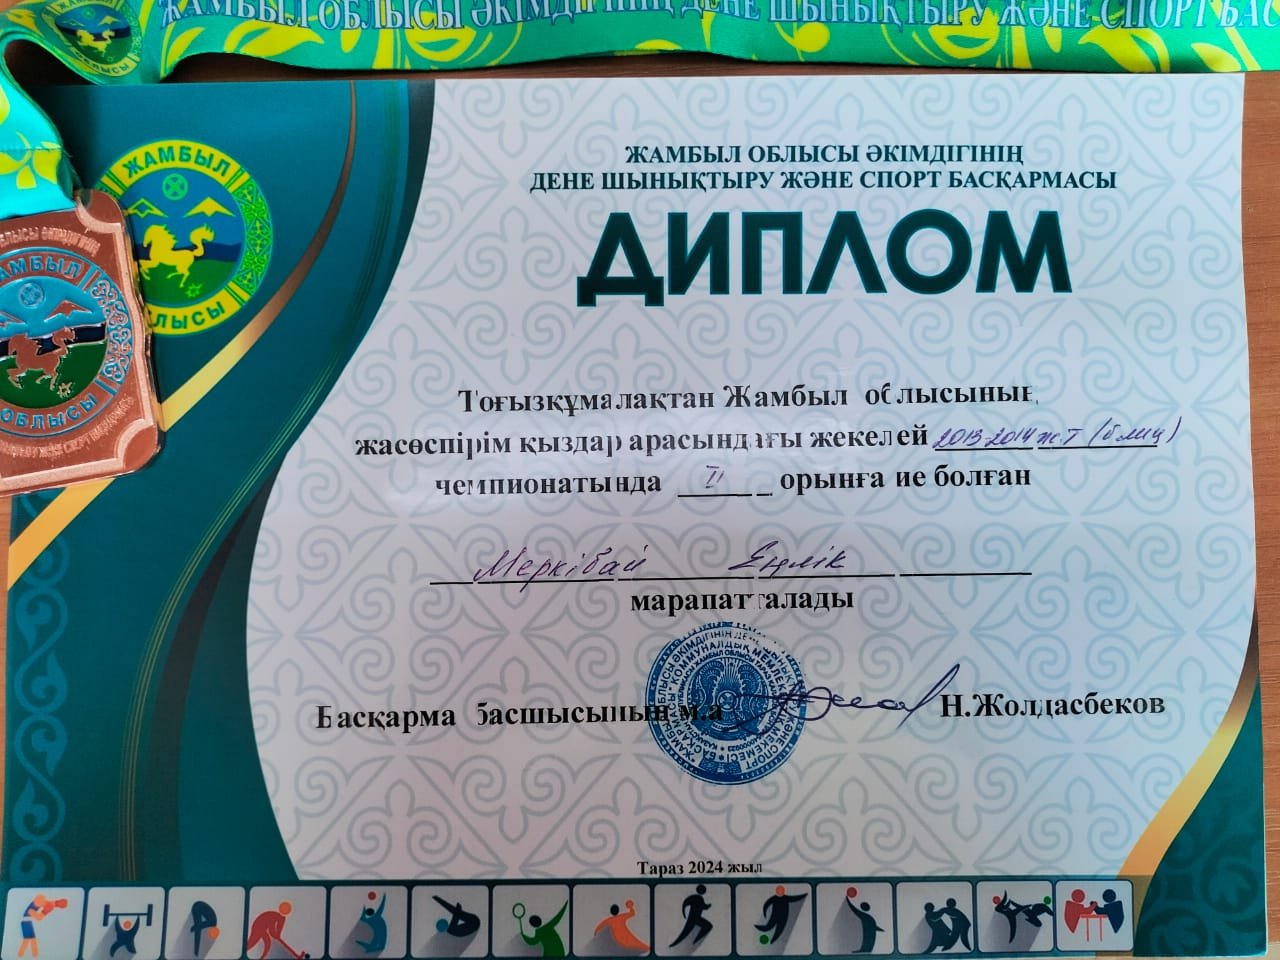 ЖАМБЫЛ ОБЛЫСЫ ӘКІМДІГІНІҢ ДЕНЕ ШЫНЫҚТЫРУ ЖӘНЕ СПОРТ БАС
ЖАМБЫЛ ОБЛЫСЫ ӘКІМДІГІНІҢ
ДЕНЕ ШЫНЫҚТЫРУ ЖӘНЕ СПОРТ БАСҚАРМАСЫ
ДИПЛОМ
ЖАМБЫЛ
ЛЫСЫ
АМБЫЛ
ОБЛЫСЫ
Тоғызқұмалақтан Жамбыл облысының
жасөспірім қыздар арасындағы жекелей 2013-2014 ж.т (блиц)
чемпионатында II орынға ие болған
Меркібай Еңлік
марапатталады
Басқарма басшысының м.а Н.Жолдасбеков
Тараз 2024 жыл